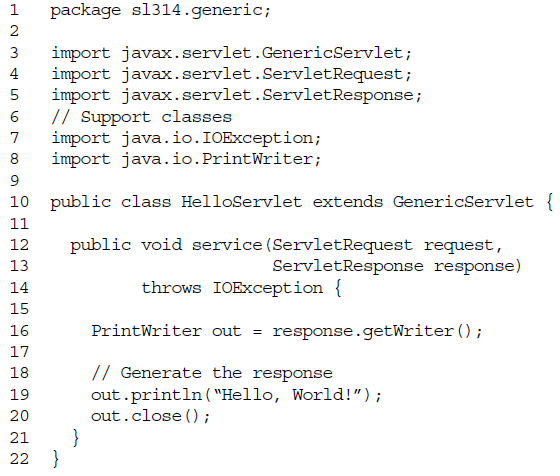 1 package sl314.generic;
2
3 import javax.servlet.GenericServlet;
4 import javax.servlet.ServletRequest;
5 import javax.servlet.ServletResponse;
6 // Support classes
7 import java.io.IOException;
8 import java.io.PrintWriter;
9
10 public class HelloServlet extends GenericServlet {
11
12 public void service(ServletRequest request,
13 ServletResponse response)
14 throws IOException {
15
16 PrintWriter out = response.getWriter();
17
18 // Generate the response
19 out.println(“Hello, World!”);
20 out.close();
21 }
22 }